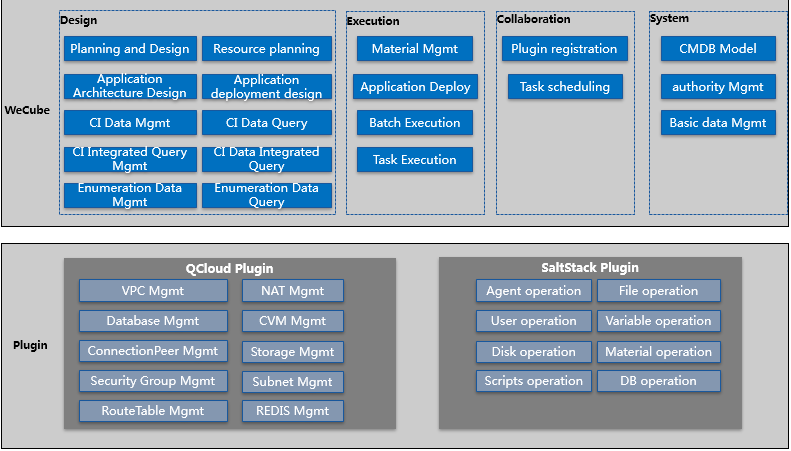 WeCube
Design
Planning and Design
Resource planning
Application
Architecture Design
Application
deployment design
CI Data Mgmt
CI Data Query
CI Integrated Query
Mgmt
CI Data Integrated
Query
Enumeration Data
Mgmt
Enumeration Data
Query
Execution
Material Mgmt
Application Deploy
Batch Execution
Task Execution
Collaboration
Plugin registration
Task scheduling
System
CMDB Model
authority Mgmt
Basic data Mgmt
Plugin
QCloud Plugin
VPC Mgmt
NAT Mgmt
Database Mgmt
CVM Mgmt
ConnectionPeer Mgmt
Storage Mgmt
Security Group Mgmt
Subnet Mgmt
RouteTable Mgmt
REDIS Mgmt
SaltStack Plugin
Agent operation
File operation
User operation
Variable operation
Disk operation
Material operation
Scripts operation
DB operation